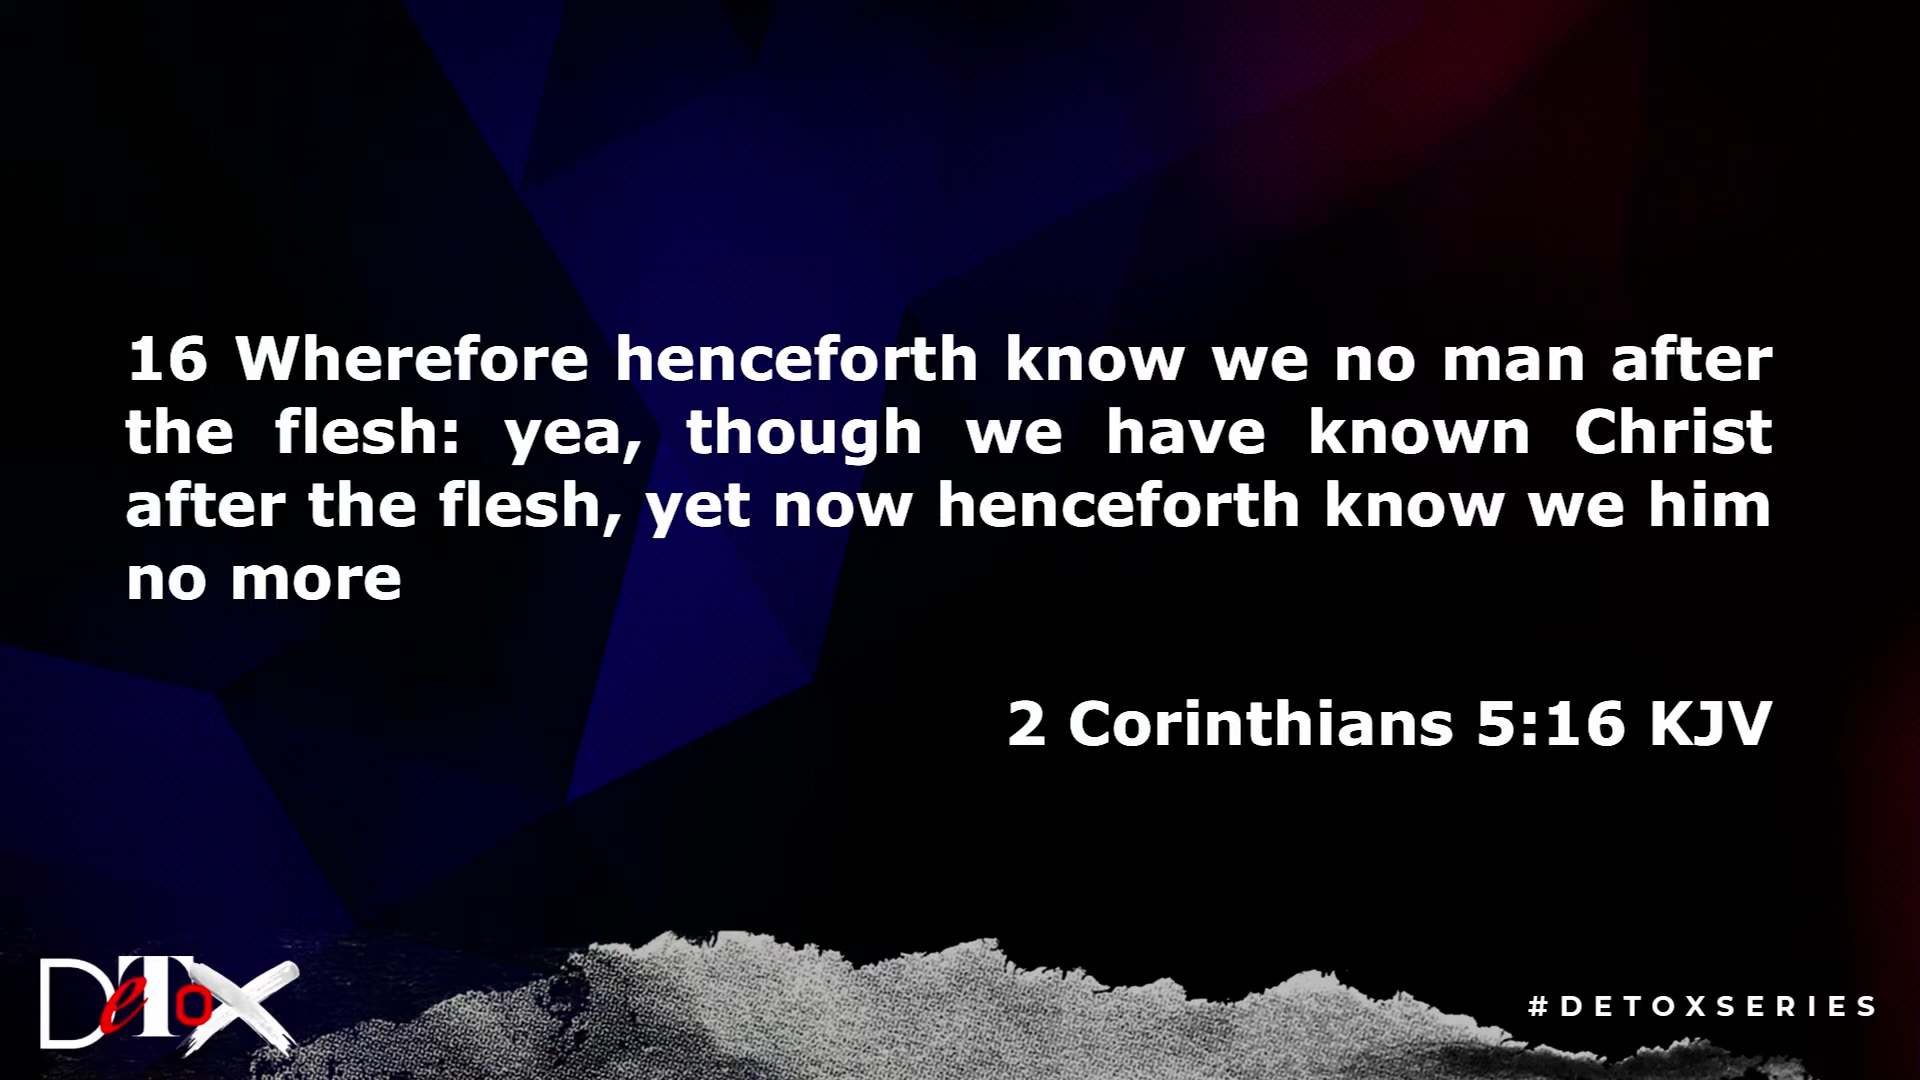 16 Wherefore henceforth know we no man after
the flesh: yea, though we have known Christ
after the flesh, yet now henceforth know we him
no more
2 Corinthians 5:16 KJV
DeToX
#DETOXSERIES